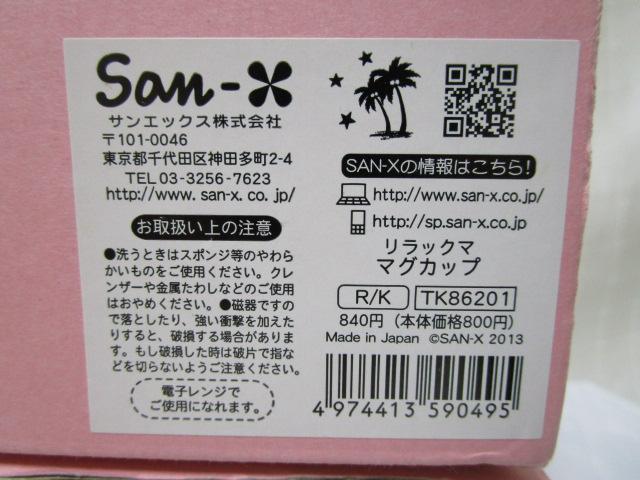 San-X
サンエックス株式会社
〒101-0046
東京都千代田区神田多町2-4
TEL 03-3256-7623
http://www. san-x. co. jp/
お取扱い上の注意
●洗うときはスポンジ等のやわら
かいものをご使用ください。クレ
ンザーや金属たわしなどのご使用
はおやめください。●磁器ですの
で落としたり、強い衝撃を加えた
りすると、破損する場合がありま
す。もし破損した時は破片で指な
どを切らないようご注意ください。
電子レンジで
ご使用になれます。
SAN-Xの情報はこちら!
http://www.san-x.co.jp/
http://sp.san-x.co.jp
リラックマ
マグカップ
R/K TK86201
840円(本体価格800円)
Made in Japan ©SAN-X 2013
4 974413 590495